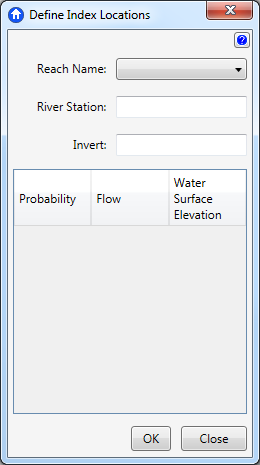 Define Index Locations
?
Reach Name:
River Station:
Invert:
Probability
Flow
Water
Surface
Elevation
OK
Close